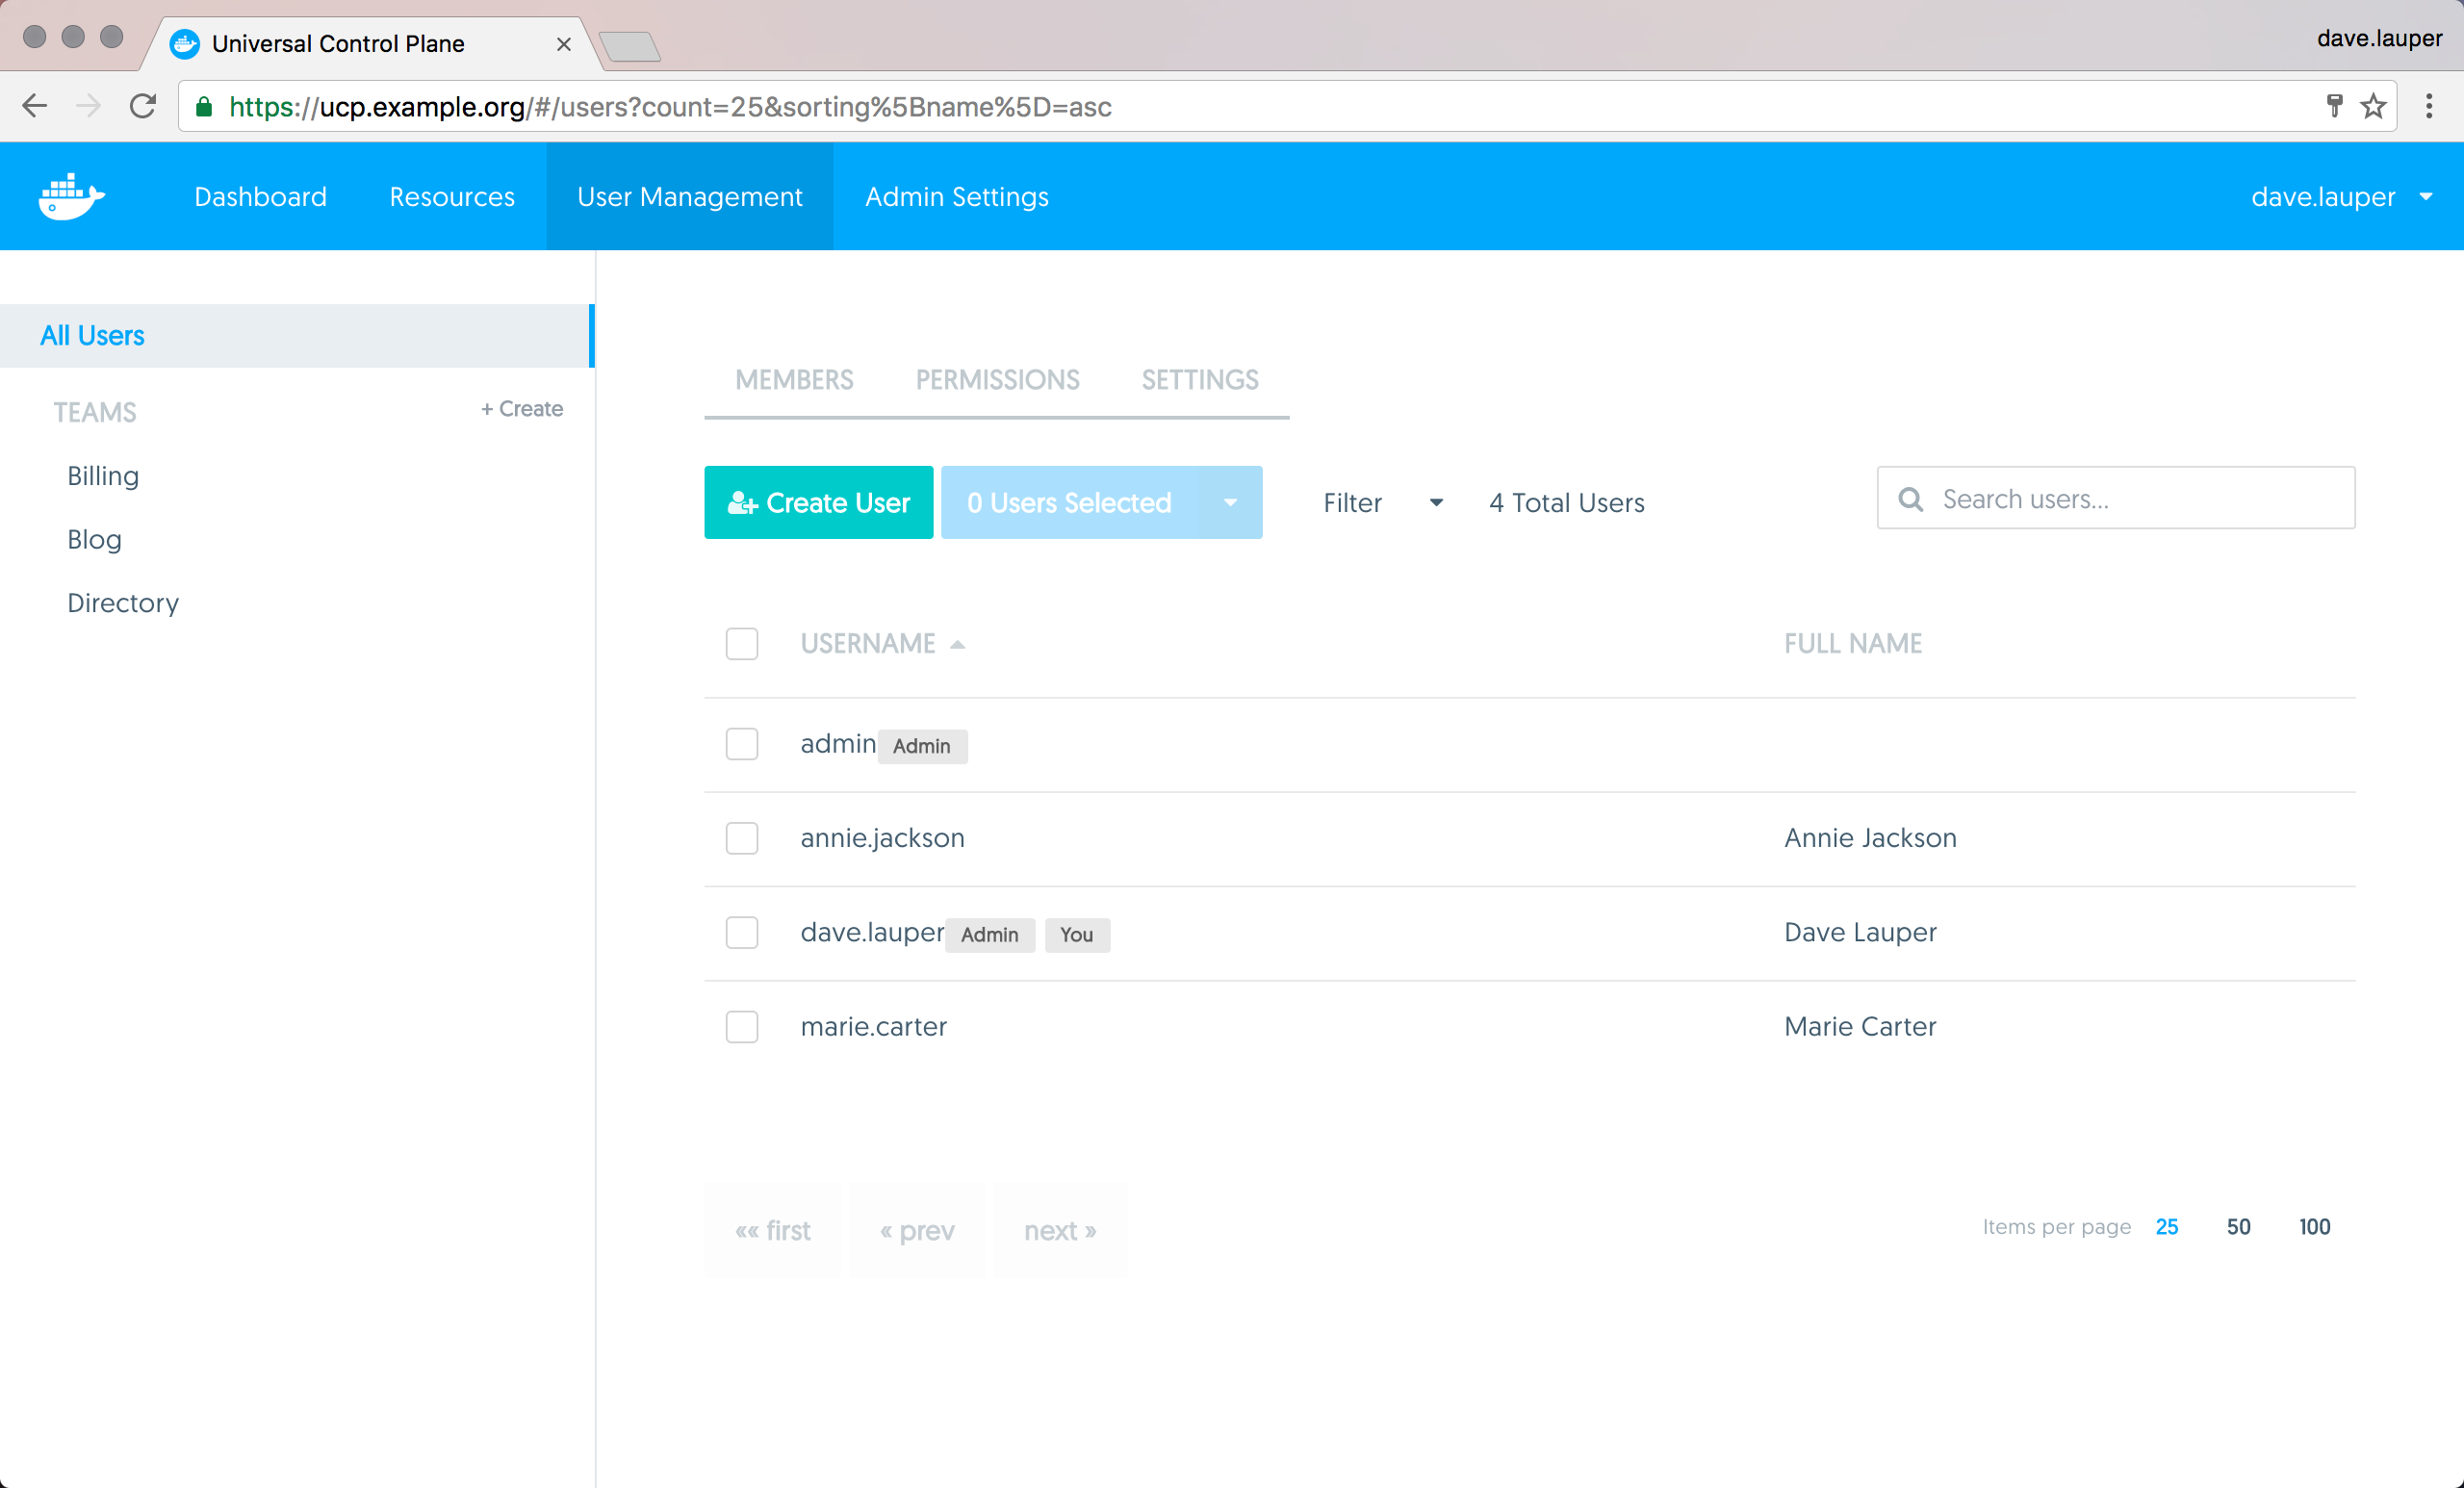 Universal Control Plane
dave.lauper
https://ucp.example.org/#/users?count=25&sorting%5Bname%5D=asc
Dashboard Resources User Management Admin Settings dave.lauper
All Users
TEAMS + Create
Billing
Blog
Directory
MEMBERS PERMISSIONS SETTINGS
Create User 0 Users Selected Filter 4 Total Users Search users...
USERNAME FULL NAME
admin Admin
annie.jackson Annie Jackson
dave.lauper Admin You Dave Lauper
marie.carter Marie Carter
«« first « prev next » Items per page 25 50 100